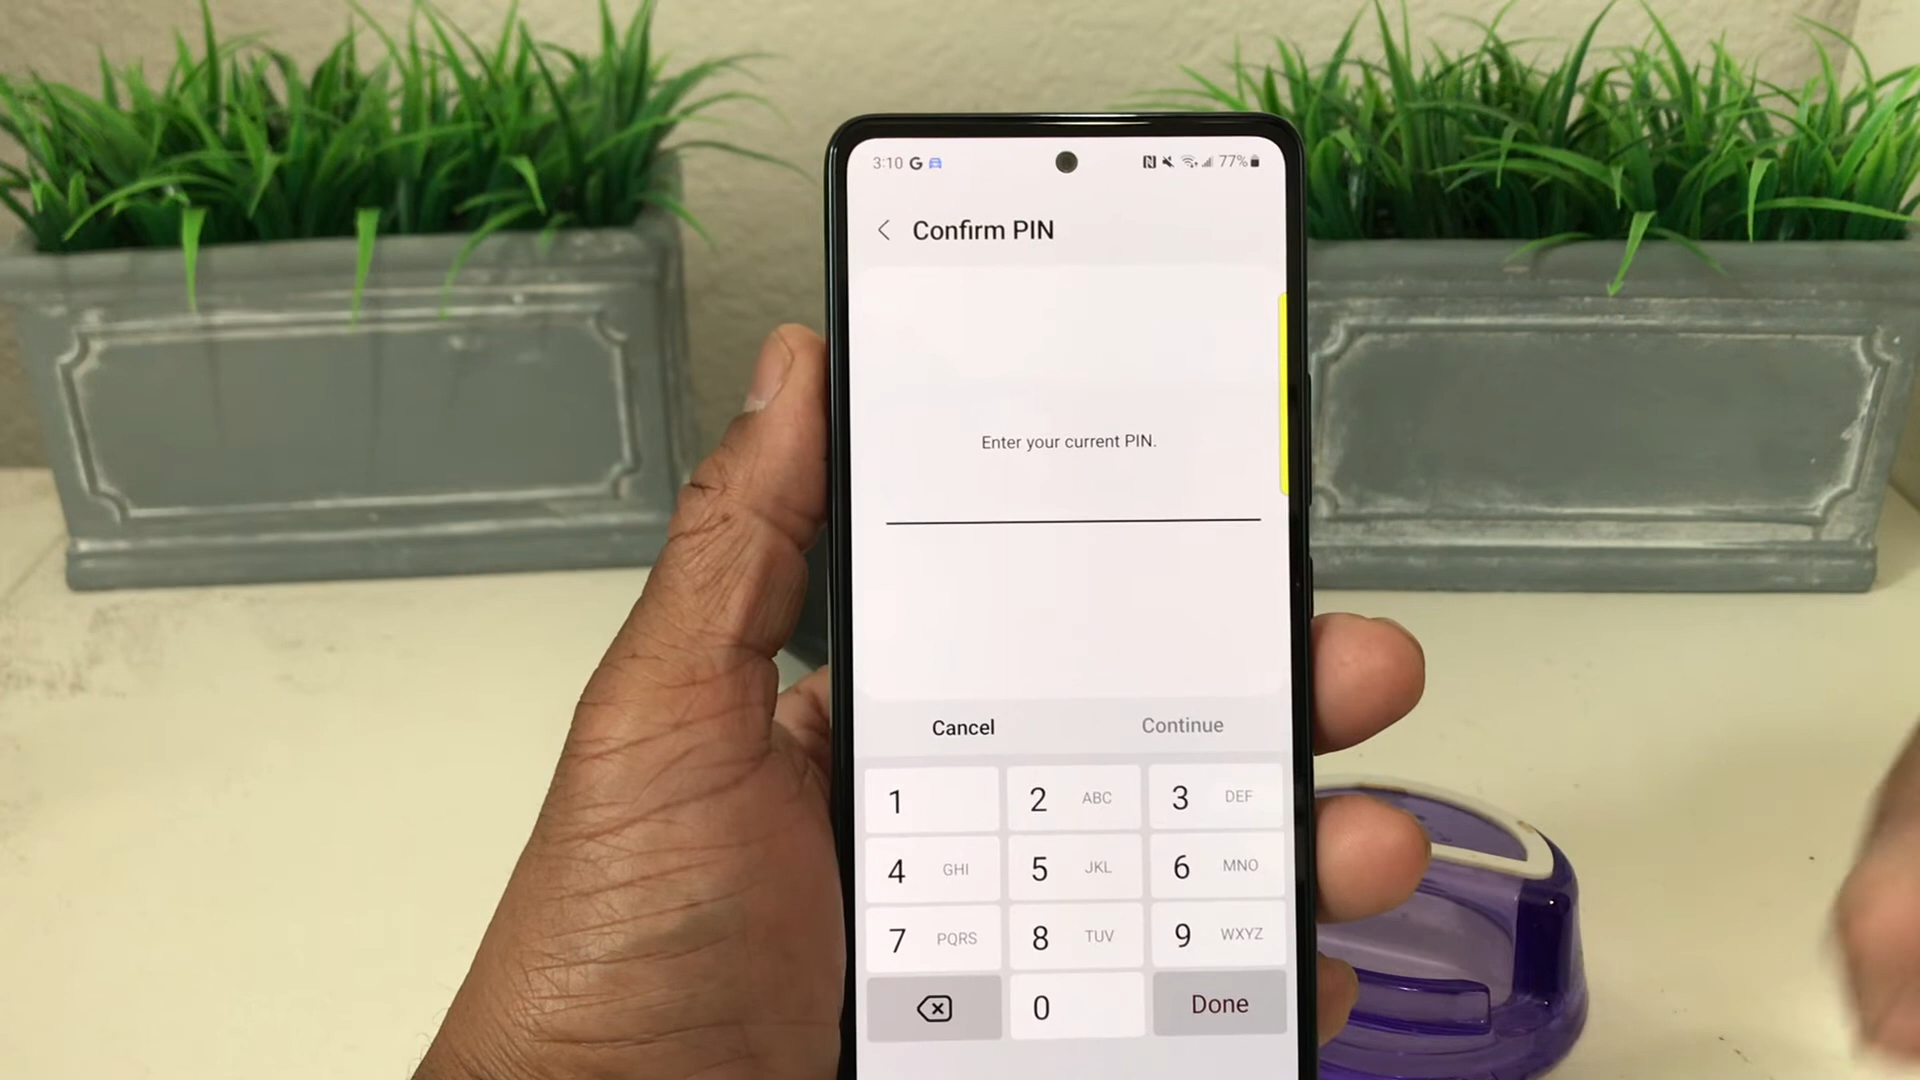 3:10 G 77%
Confirm PIN
Enter your current PIN.
Cancel Continue
1 2 ABC 3 DEF
4 GHI 5 JKL 6 MNO
7 PQRS 8 TUV 9 WXYZ
0 Done